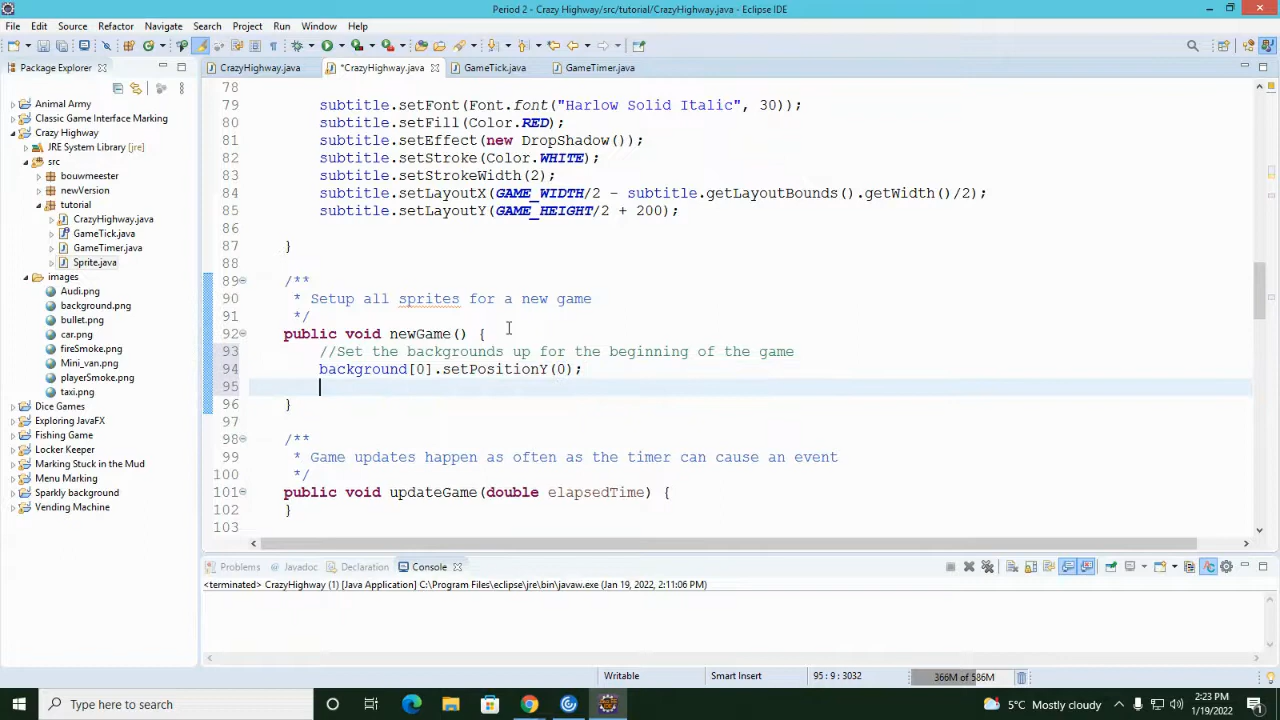 Period 2 - Crazy Highway/src/tutorial/CrazyHighway.java - Eclipse IDE
File Edit Source Refactor Navigate Search Project Run Window Help
Package Explorer
CrazyHighway.java *CrazyHighway.java GameTick.java GameTimer.java
Animal Army
Classic Game Interface Marking
Crazy Highway
JRE System Library [jre]
src
bouwmeester
newVersion
tutorial
CrazyHighway.java
GameTick.java
GameTimer.java
Sprite.java
images
Audi.png
background.png
bullet.png
car.png
fireSmoke.png
Mini_van.png
playerSmoke.png
taxi.png
Dice Games
Exploring JavaFX
Fishing Game
Locker Keeper
Marking Stuck in the Mud
Menu Marking
Sparkly background
Vending Machine
78
79 subtitle.setFont(Font.font("Harlow Solid Italic", 30));
80 subtitle.setFill(Color.RED);
81 subtitle.setEffect(new DropShadow());
82 subtitle.setStroke(Color.WHITE);
83 subtitle.setStrokeWidth(2);
84 subtitle.setLayoutX(GAME_WIDTH/2 - subtitle.getLayoutBounds().getWidth()/2);
85 subtitle.setLayoutY(GAME_HEIGHT/2 + 200);
86
87 }
88
89 /**
90 * Setup all sprites for a new game
91 */
92 public void newGame() {
93 //Set the backgrounds up for the beginning of the game
94 background[0].setPositionY(0);
95
96 }
97
98 /**
99 * Game updates happen as often as the timer can cause an event
100 */
101 public void updateGame(double elapsedTime) {
102 }
103
Problems Javadoc Declaration Console
<terminated> CrazyHighway (1) [Java Application] C:\Program Files\eclipse\jre\bin\javaw.exe (Jan 19, 2022, 2:11:06 PM)
Writable Smart Insert 95 : 9 : 3032 366M of 586M
Type here to search
5°C Mostly cloudy
2:23 PM
1/19/2022